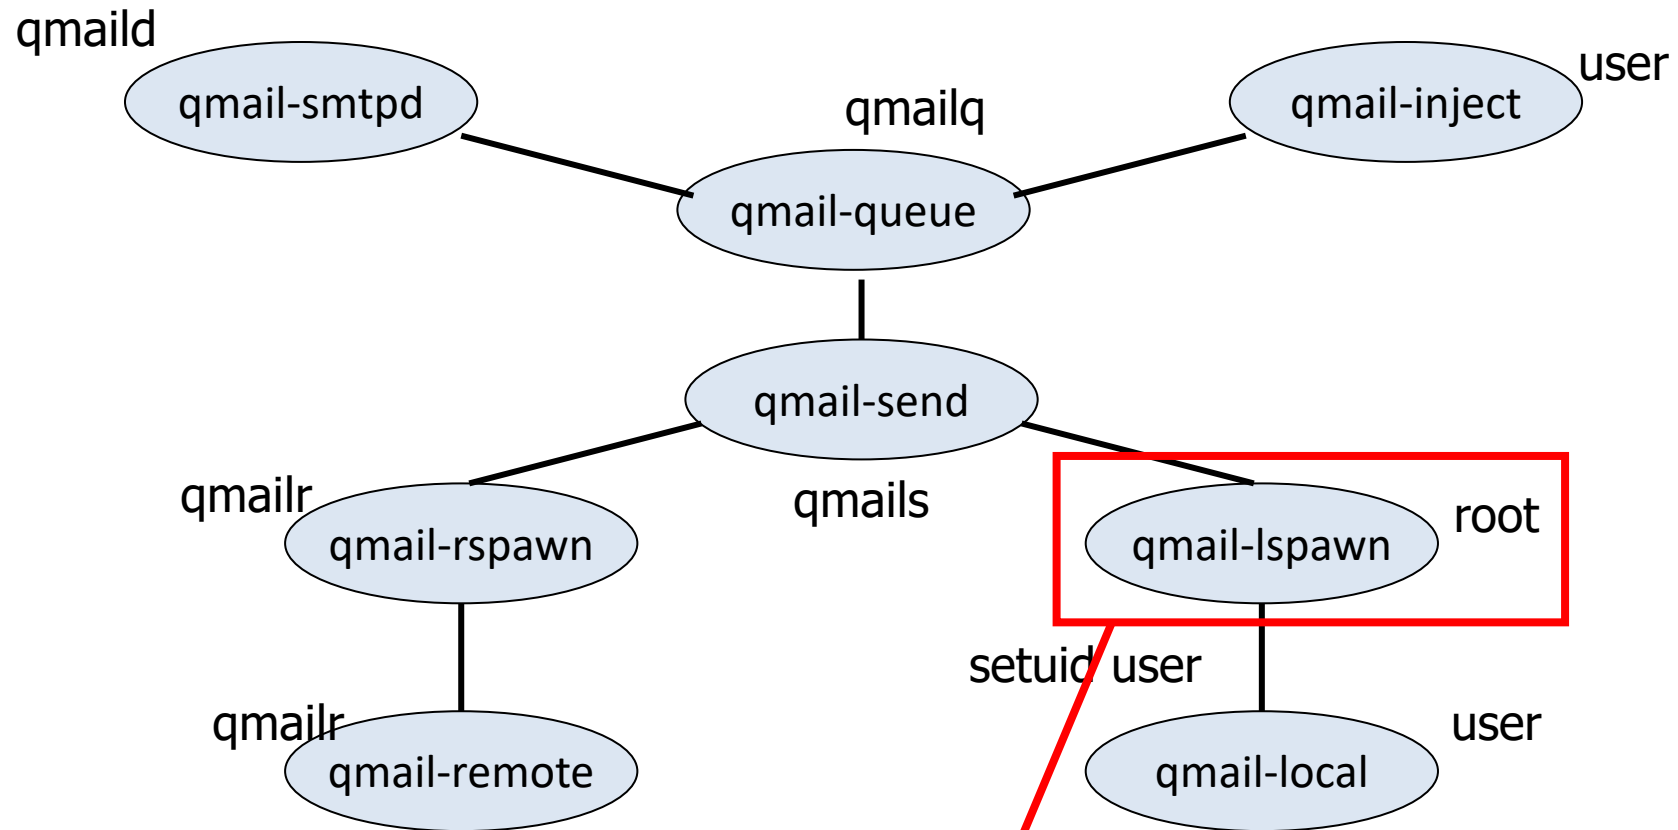 qmaild
qmail-smtpd
qmailq
qmail-inject
user
qmail-queue
qmail-send
qmailr
qmails
root
qmail-rspawn
qmail-lspawn
setuid user
qmailr
user
qmail-remote
qmail-local